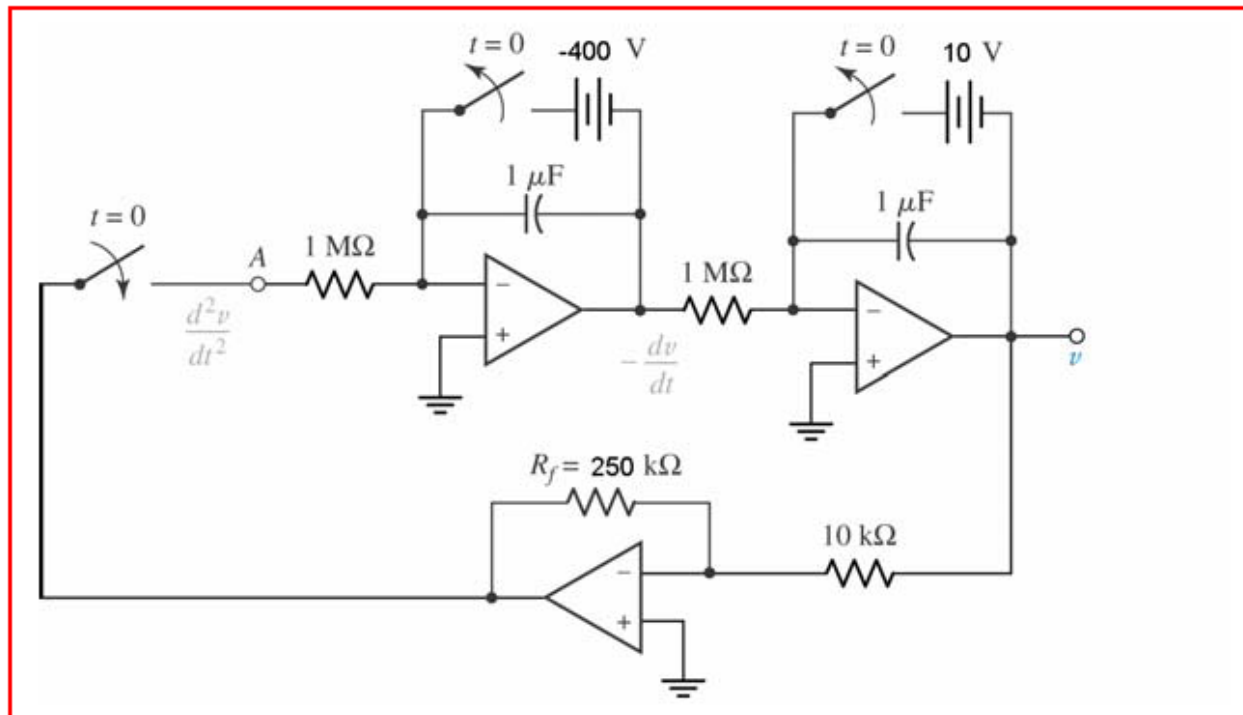 t = 0
-400 V
t = 0
10 V
1 μF
1 μF
t = 0
A
1 MΩ
1 MΩ
−
+
−
+
d²v
dt²
− dv
dt
v
R_f = 250 kΩ
10 kΩ
−
+